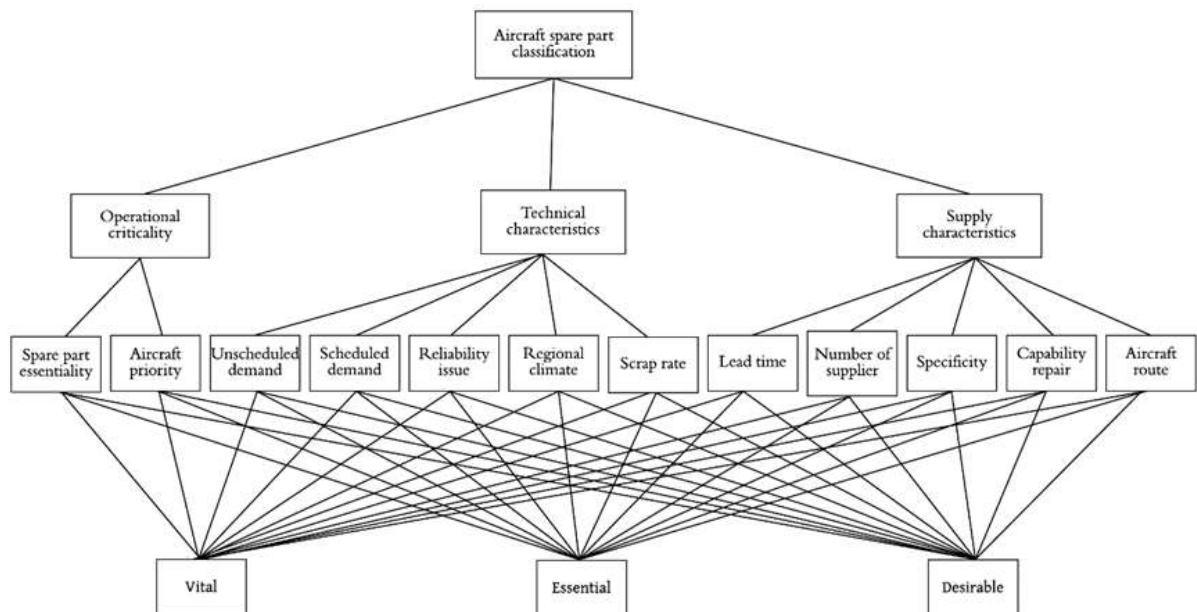 Aircraft spare part
classification
Operational
criticality
Technical
characteristics
Supply
characteristics
Spare part
essentiality
Aircraft
priority
Unscheduled
demand
Scheduled
demand
Reliability
issue
Regional
climate
Scrap rate
Lead time
Number of
supplier
Specificity
Capability
repair
Aircraft
route
Vital
Essential
Desirable